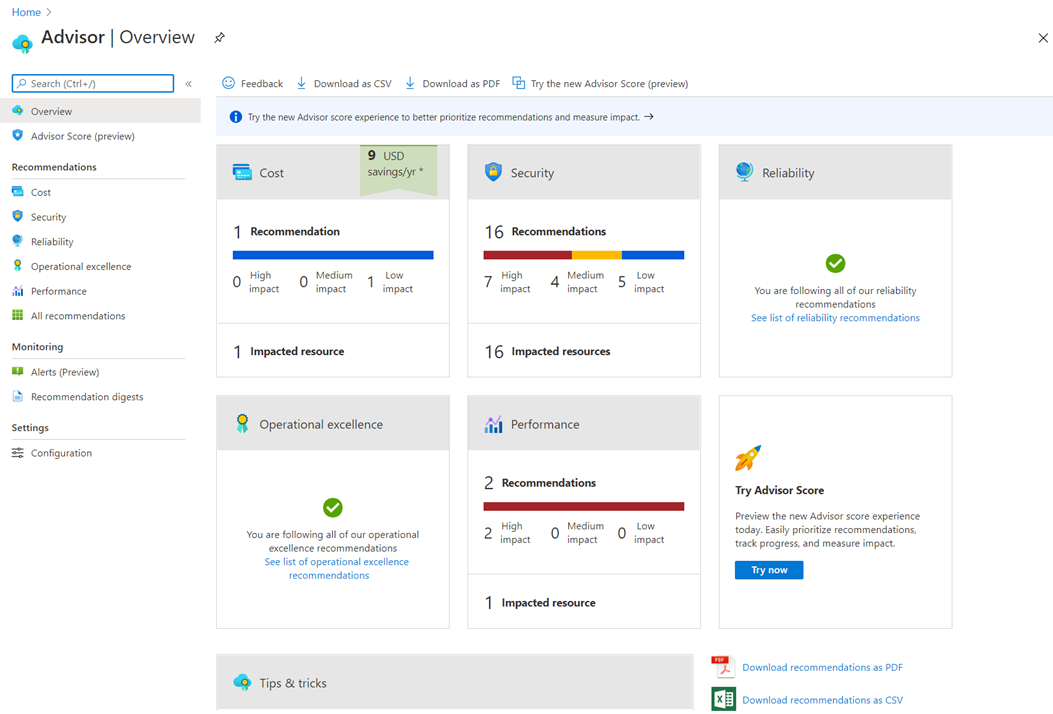 Home >
Advisor | Overview
Search (Ctrl+/)
«
Overview
Advisor Score (preview)
Recommendations
Cost
Security
Reliability
Operational excellence
Performance
All recommendations
Monitoring
Alerts (Preview)
Recommendation digests
Settings
Configuration
Feedback Download as CSV Download as PDF Try the new Advisor Score (preview)
Try the new Advisor score experience to better prioritize recommendations and measure impact. →
Cost
9 USD
savings/yr *
1 Recommendation
0 High impact 0 Medium impact 1 Low impact
1 Impacted resource
Security
16 Recommendations
7 High impact 4 Medium impact 5 Low impact
16 Impacted resources
Reliability
You are following all of our reliability
recommendations
See list of reliability recommendations
Operational excellence
You are following all of our operational
excellence recommendations
See list of operational excellence
recommendations
Performance
2 Recommendations
2 High impact 0 Medium impact 0 Low impact
1 Impacted resource
Try Advisor Score
Preview the new Advisor score experience
today. Easily prioritize recommendations,
track progress, and measure impact.
Try now
Tips & tricks
PDF
Download recommendations as PDF
Download recommendations as CSV